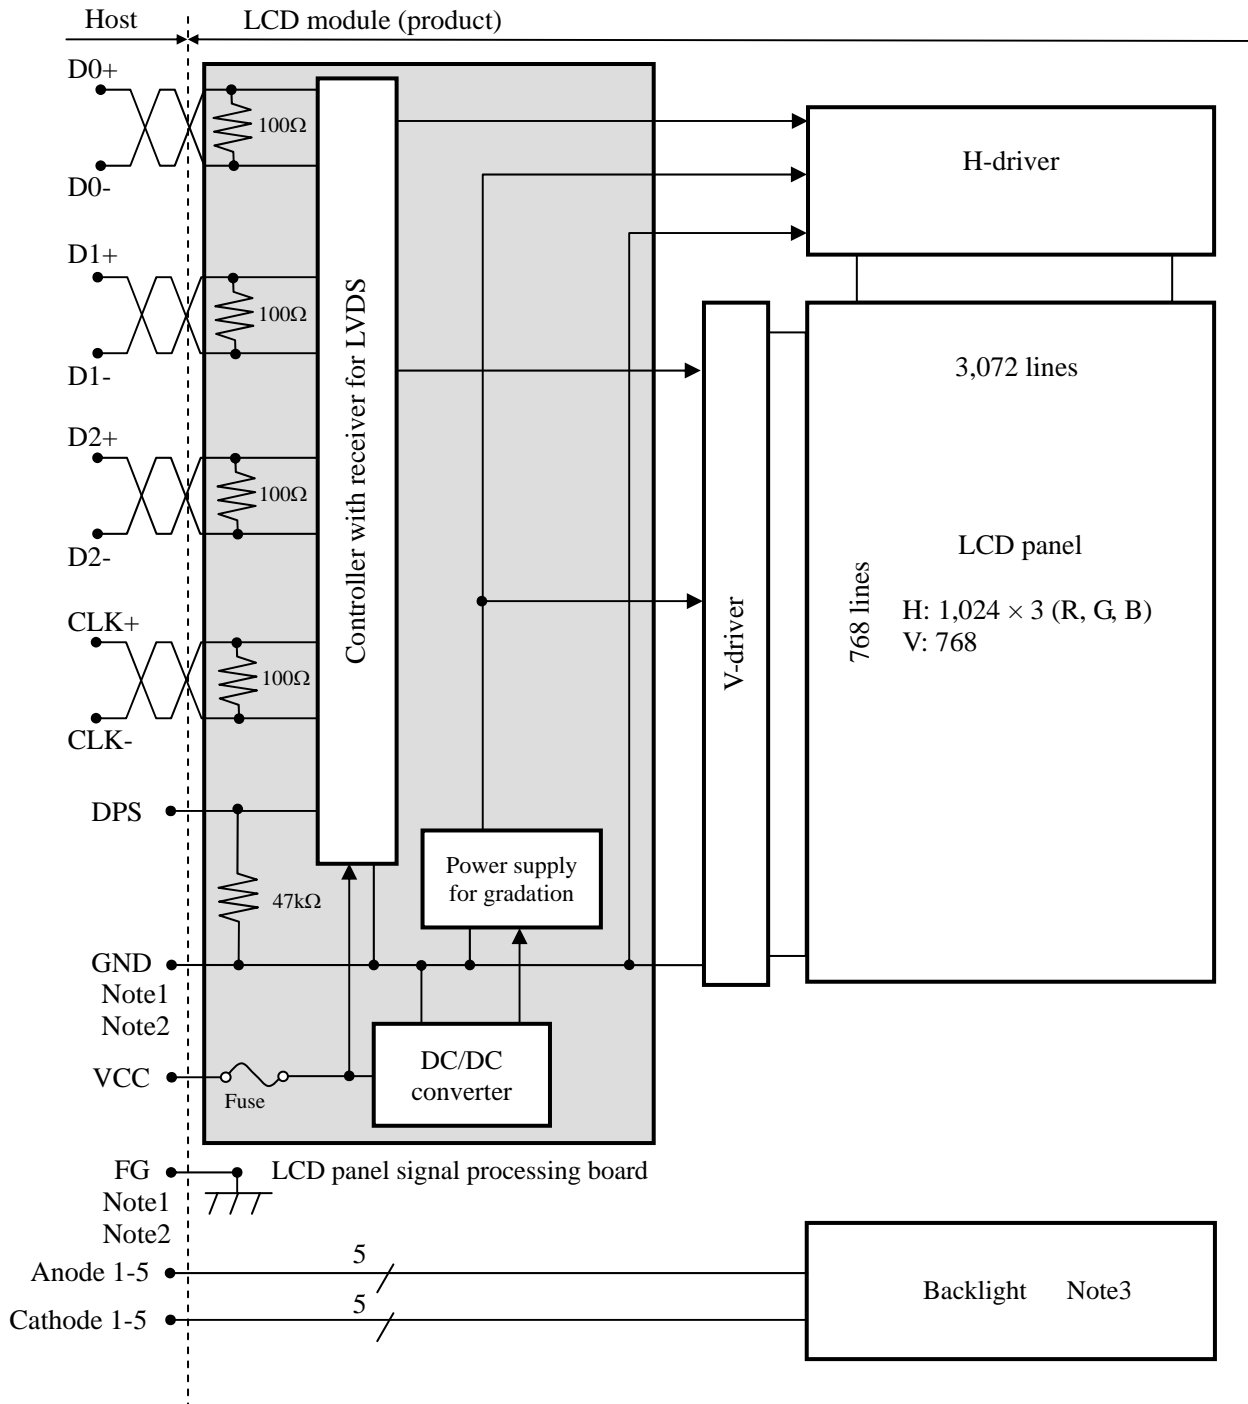 Host
LCD module (product)
D0+
100Ω
D0-
H-driver
D1+
100Ω
D1-
3,072 lines
D2+
100Ω
D2-
Controller with receiver for LVDS
V-driver
768 lines
LCD panel
H: 1,024 × 3 (R, G, B)
V: 768
CLK+
100Ω
CLK-
DPS
47kΩ
Power supply
for gradation
GND
Note1
Note2
VCC
Fuse
DC/DC
converter
FG
Note1
Note2
LCD panel signal processing board
Anode 1-5
5
Cathode 1-5
5
Backlight Note3